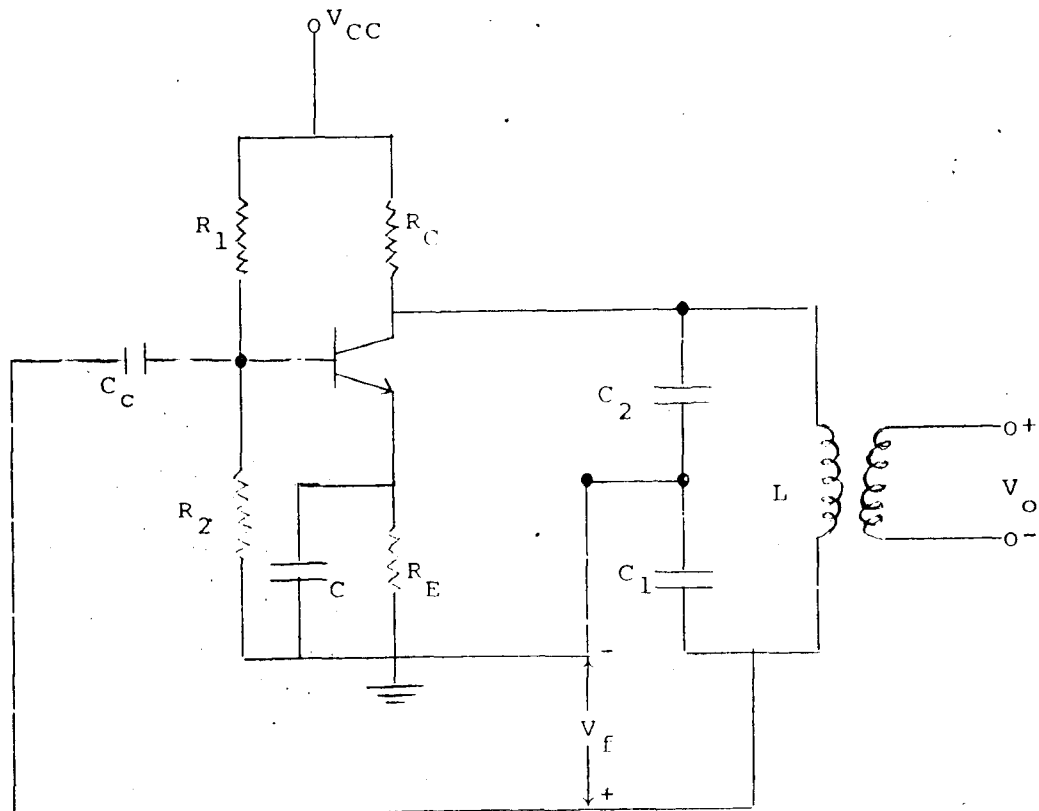 V_CC
R_1
R_C
C_c
C_2
L
+
V_o
-
R_2
C
R_E
C_1
-
V_f
+